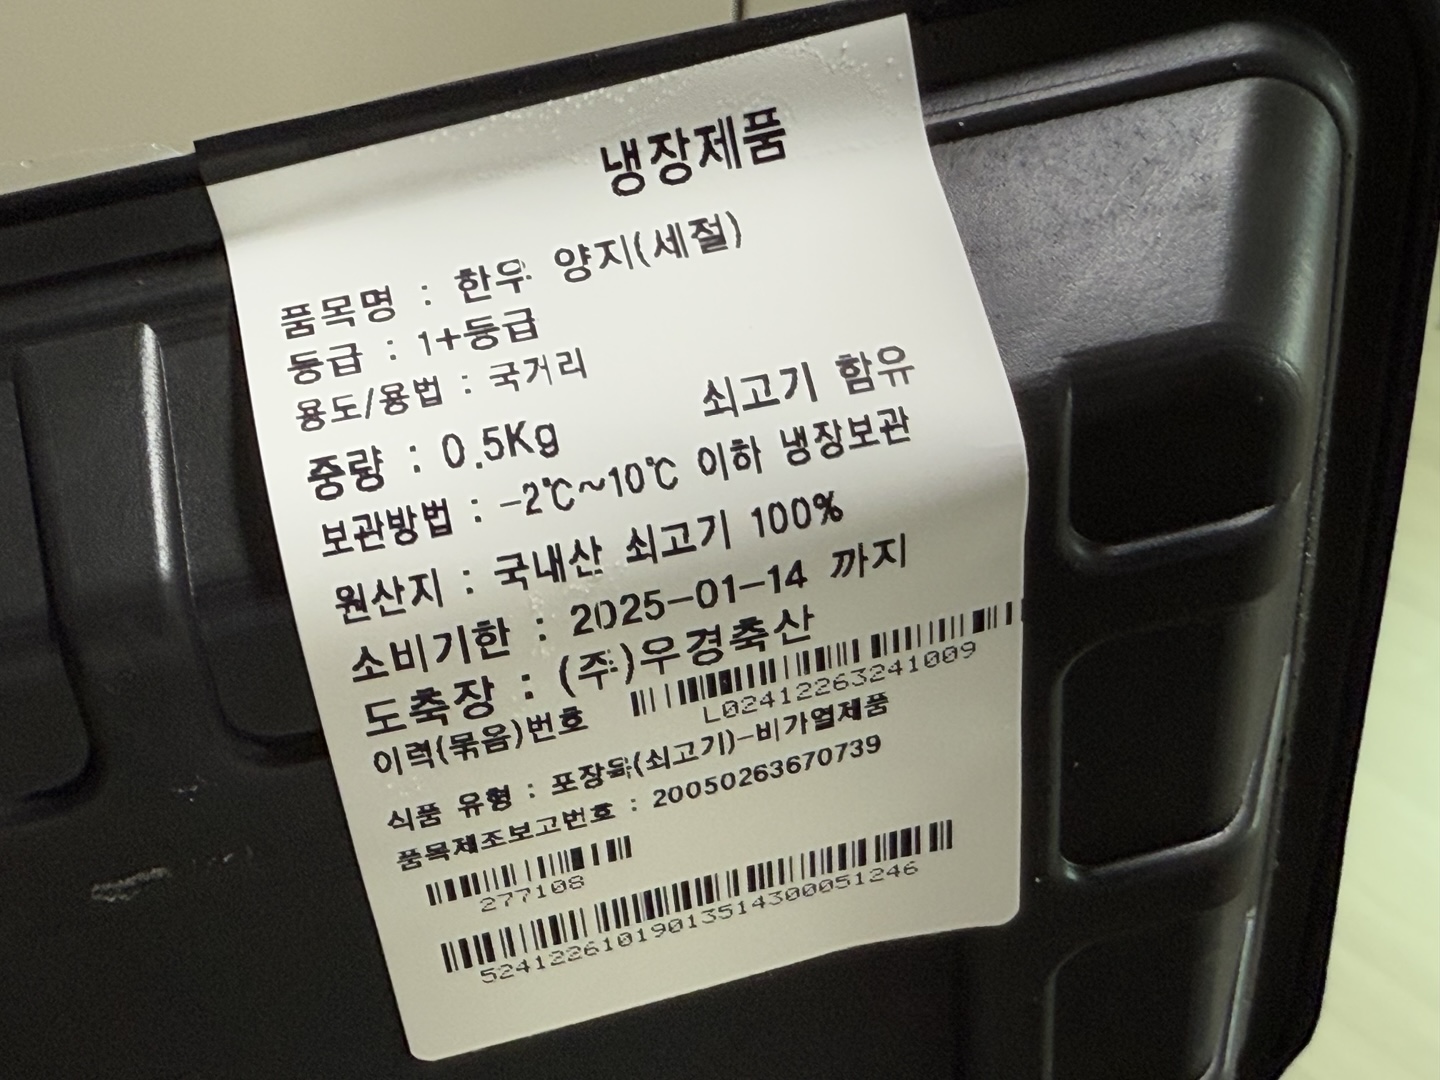 냉장제품
품목명 : 한우 양지(세절)
등급 : 1+등급
용도/용법 : 국거리
쇠고기 함유
중량 : 0.5Kg
보관방법 : -2℃~10℃ 이하 냉장보관
원산지 : 국내산 쇠고기 100%
소비기한 : 2025-01-14 까지
도축장 : (주)우경축산
이력(묶음)번호
L02412263241009
식품 유형 : 포장육(쇠고기)-비가열제품
품목제조보고번호 : 20050263670739
277108
5241226101901351430005124​6